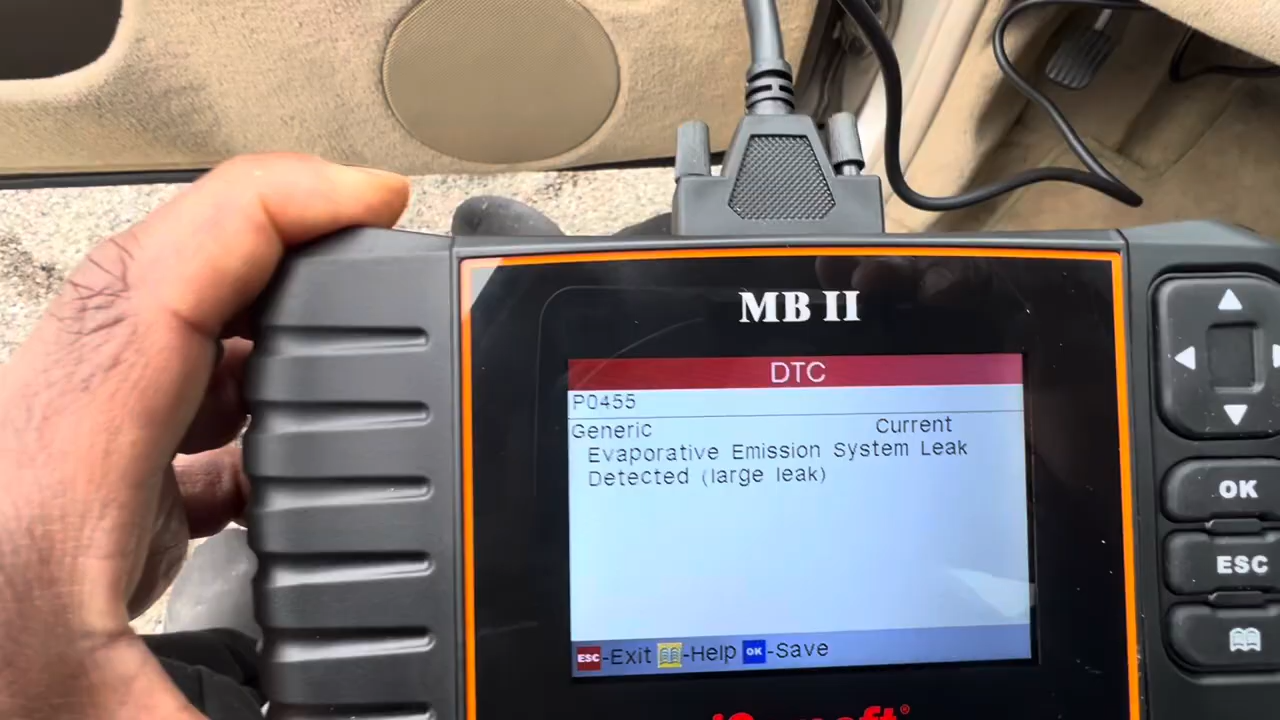 MB II
DTC
P0455
Generic Current
Evaporative Emission System Leak
Detected (large leak)
ESC -Exit -Help OK -Save
OK
ESC